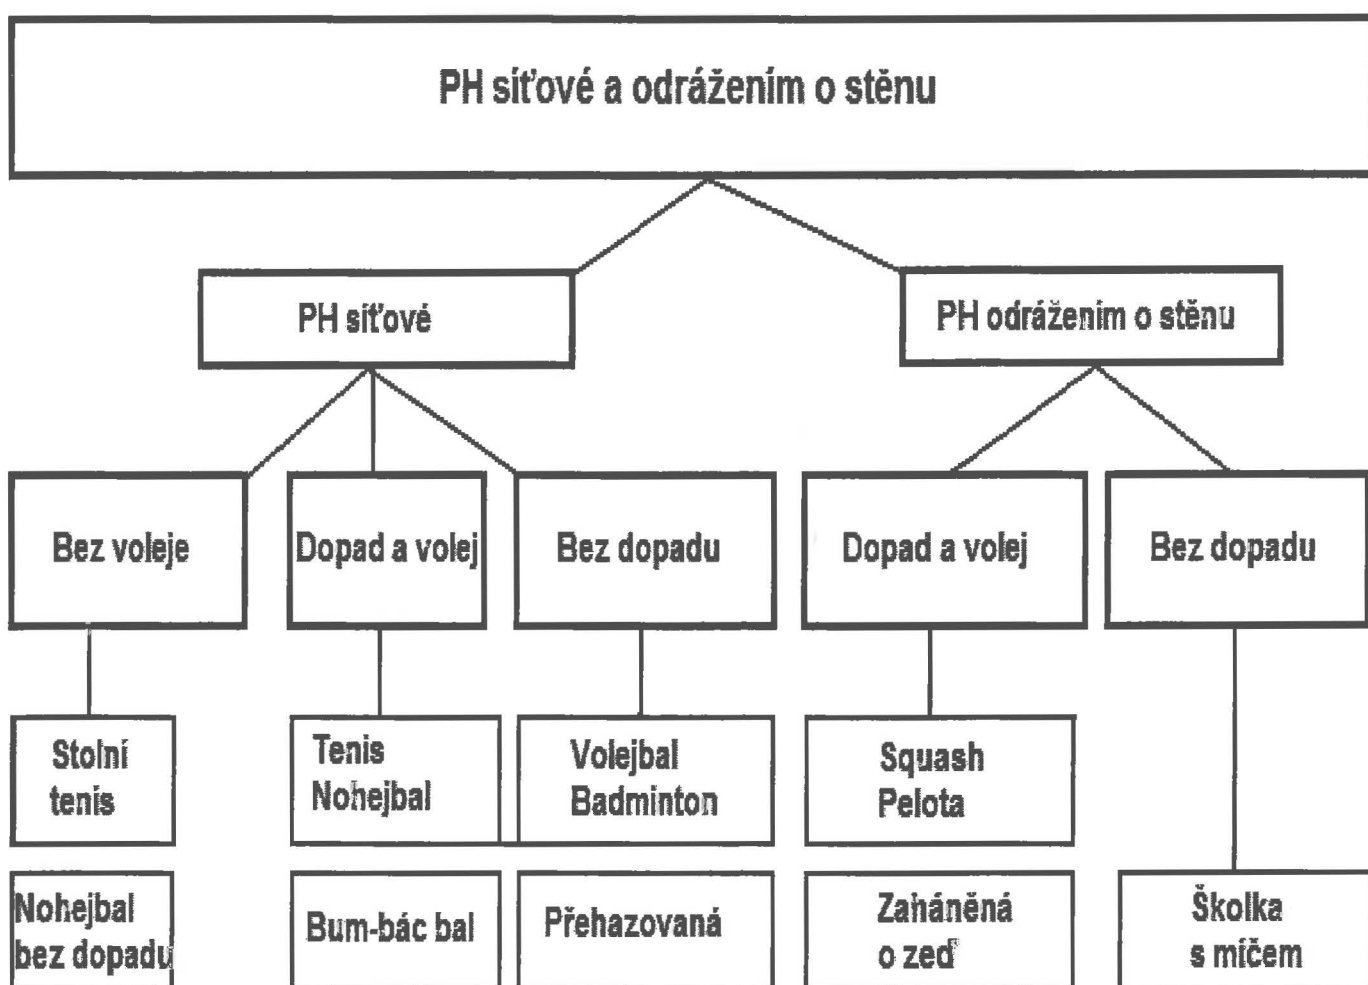 PH síťové a odrážením o stěnu
PH síťové
PH odrážením o stěnu
Bez voleje
Dopad a volej
Bez dopadu
Dopad a volej
Bez dopadu
Stolní
tenis
Tenis
Nohejbal
Volejbal
Badminton
Squash
Pelota
Nohejbal
bez dopadu
Bum-bác bal
Přehazovaná
Zaháněná
o zeď
Školka
s míčem